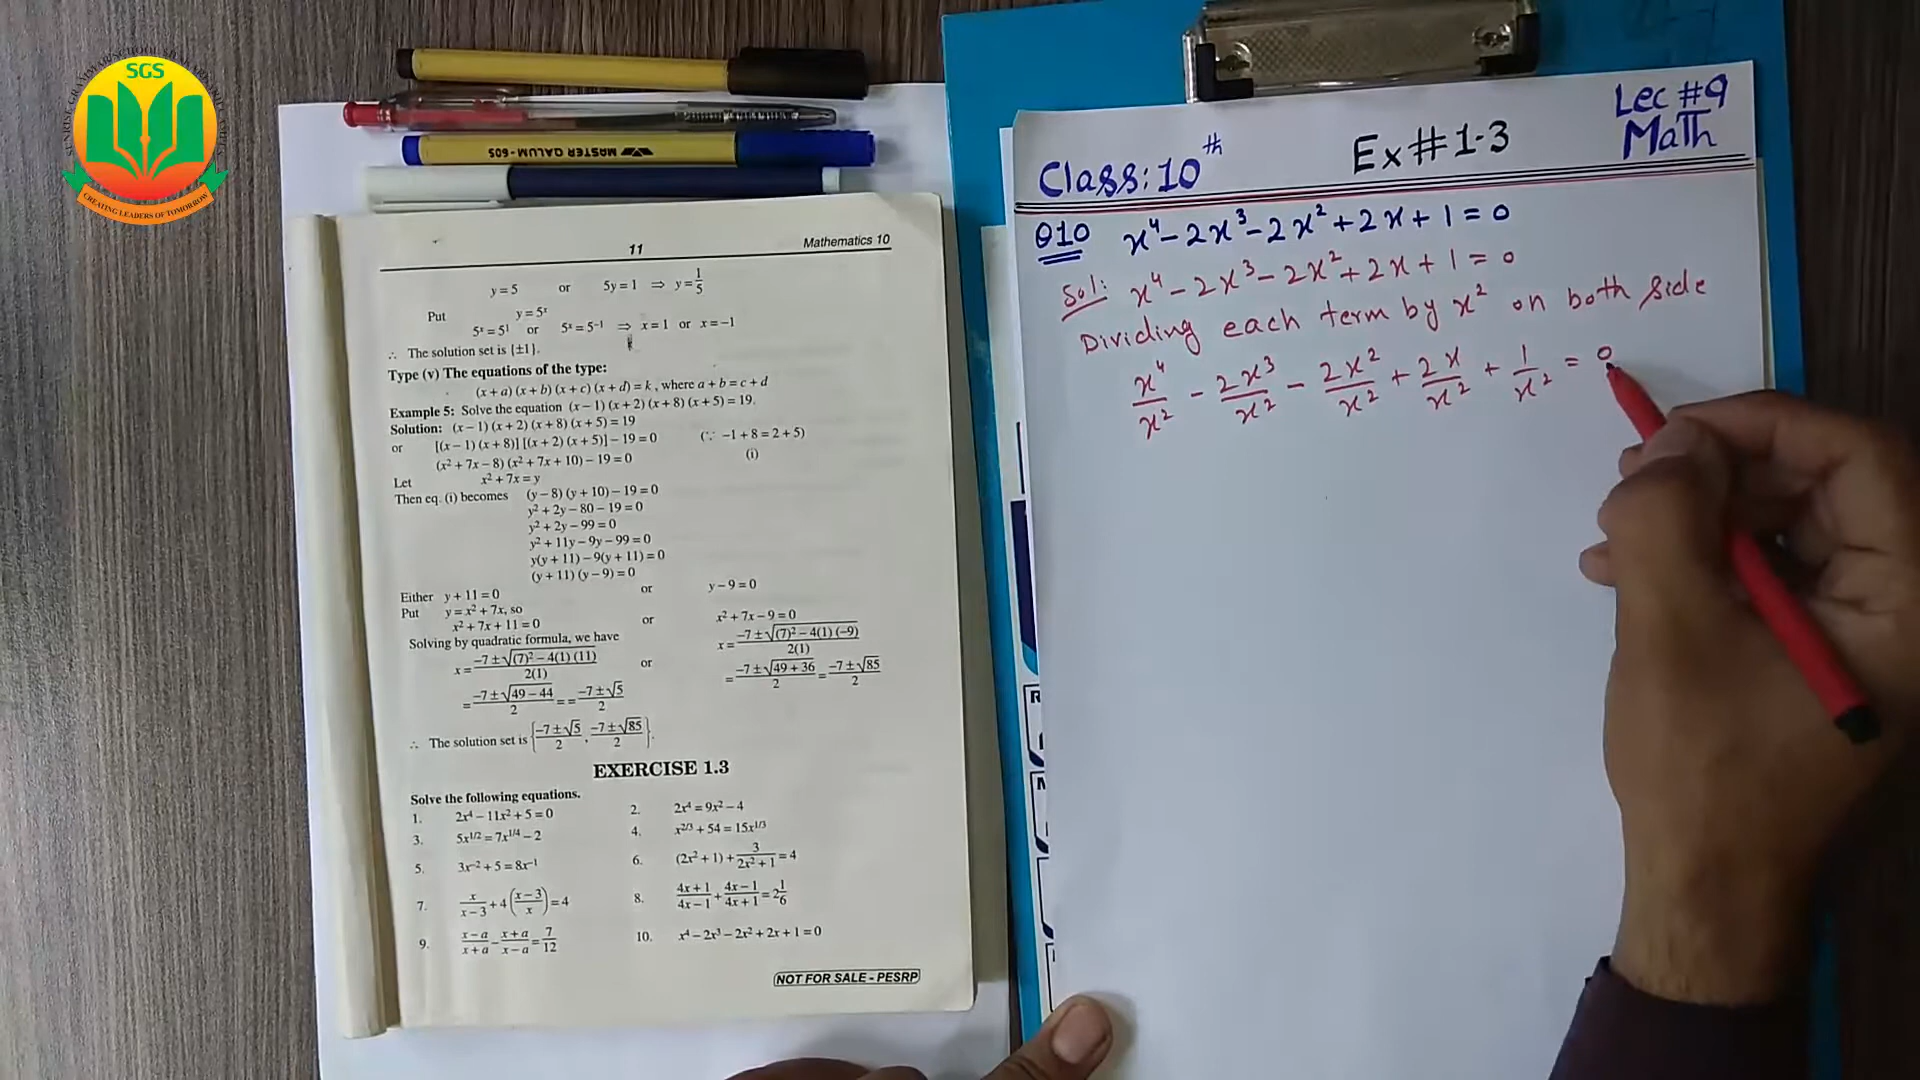 SGS
SUNRISE GRAMMAR SCHOOL
CREATING LEADERS OF TOMORROW
MASTER QALUM-605
11
Mathematics 10
y = 5 or 5y = 1 ⇒ y = 1/5
Put y = 5ˣ
5ˣ = 5¹ or 5ˣ = 5⁻¹ ⇒ x = 1 or x = −1
∴ The solution set is {±1}.
Type (v) The equations of the type:
(x + a) (x + b) (x + c) (x + d) = k, where a + b = c + d
Example 5: Solve the equation (x − 1) (x + 2) (x + 8) (x + 5) = 19.
Solution: (x − 1) (x + 2) (x + 8) (x + 5) = 19
or [(x − 1) (x + 8)] [(x + 2) (x + 5)] − 19 = 0 (∵ −1 + 8 = 2 + 5)
(x² + 7x − 8) (x² + 7x + 10) − 19 = 0 (i)
Let x² + 7x = y
Then eq. (i) becomes (y − 8) (y + 10) − 19 = 0
y² + 2y − 80 − 19 = 0
y² + 2y − 99 = 0
y² + 11y − 9y − 99 = 0
y(y + 11) − 9(y + 11) = 0
(y + 11) (y − 9) = 0
Either y + 11 = 0 or y − 9 = 0
Put y = x² + 7x, so
x² + 7x + 11 = 0 or x² + 7x − 9 = 0
Solving by quadratic formula, we have
x = (−7 ± √((7)² − 4(1) (11)))/2(1) or x = (−7 ± √((7)² − 4(1) (−9)))/2(1)
= (−7 ± √(49 − 44))/2 = = (−7 ± √5)/2 = (−7 ± √(49 + 36))/2 = (−7 ± √85)/2
∴ The solution set is {(−7 ± √5)/2 , (−7 ± √85)/2}.
EXERCISE 1.3
Solve the following equations.
1. 2x⁴ − 11x² + 5 = 0 2. 2x⁴ = 9x² − 4
3. 5x^1/2 = 7x^1/4 − 2 4. x^2/3 + 54 = 15x^1/3
5. 3x⁻² + 5 = 8x⁻¹ 6. (2x² + 1) + 3/(2x² + 1) = 4
7. x/(x − 3) + 4((x − 3)/x) = 4 8. (4x + 1)/(4x − 1) + (4x − 1)/(4x + 1) = 2 1/6
9. (x − a)/(x + a) − (x + a)/(x − a) = 7/12 10. x⁴ − 2x³ − 2x² + 2x + 1 = 0
NOT FOR SALE - PESRP
Class: 10th Ex # 1-3 Lec #9
Math
Q10 x⁴ − 2x³ − 2x² + 2x + 1 = 0
Sol: x⁴ − 2x³ − 2x² + 2x + 1 = 0
Dividing each term by x² on both side
x⁴/x² − 2x³/x² − 2x²/x² + 2x/x² + 1/x² = 0